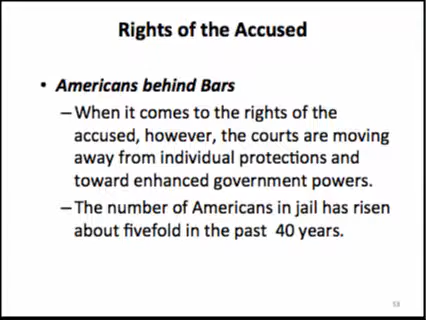 Rights of the Accused
• Americans behind Bars
–When it comes to the rights of the
accused, however, the courts are moving
away from individual protections and
toward enhanced government powers.
–The number of Americans in jail has risen
about fivefold in the past  40 years.